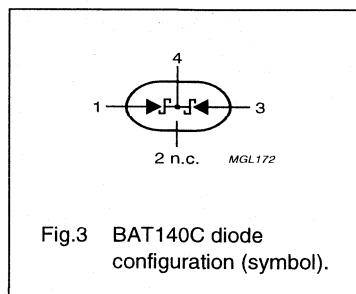 4
1
3
2 n.c.
MGL172
Fig.3 BAT140C diode
configuration (symbol).